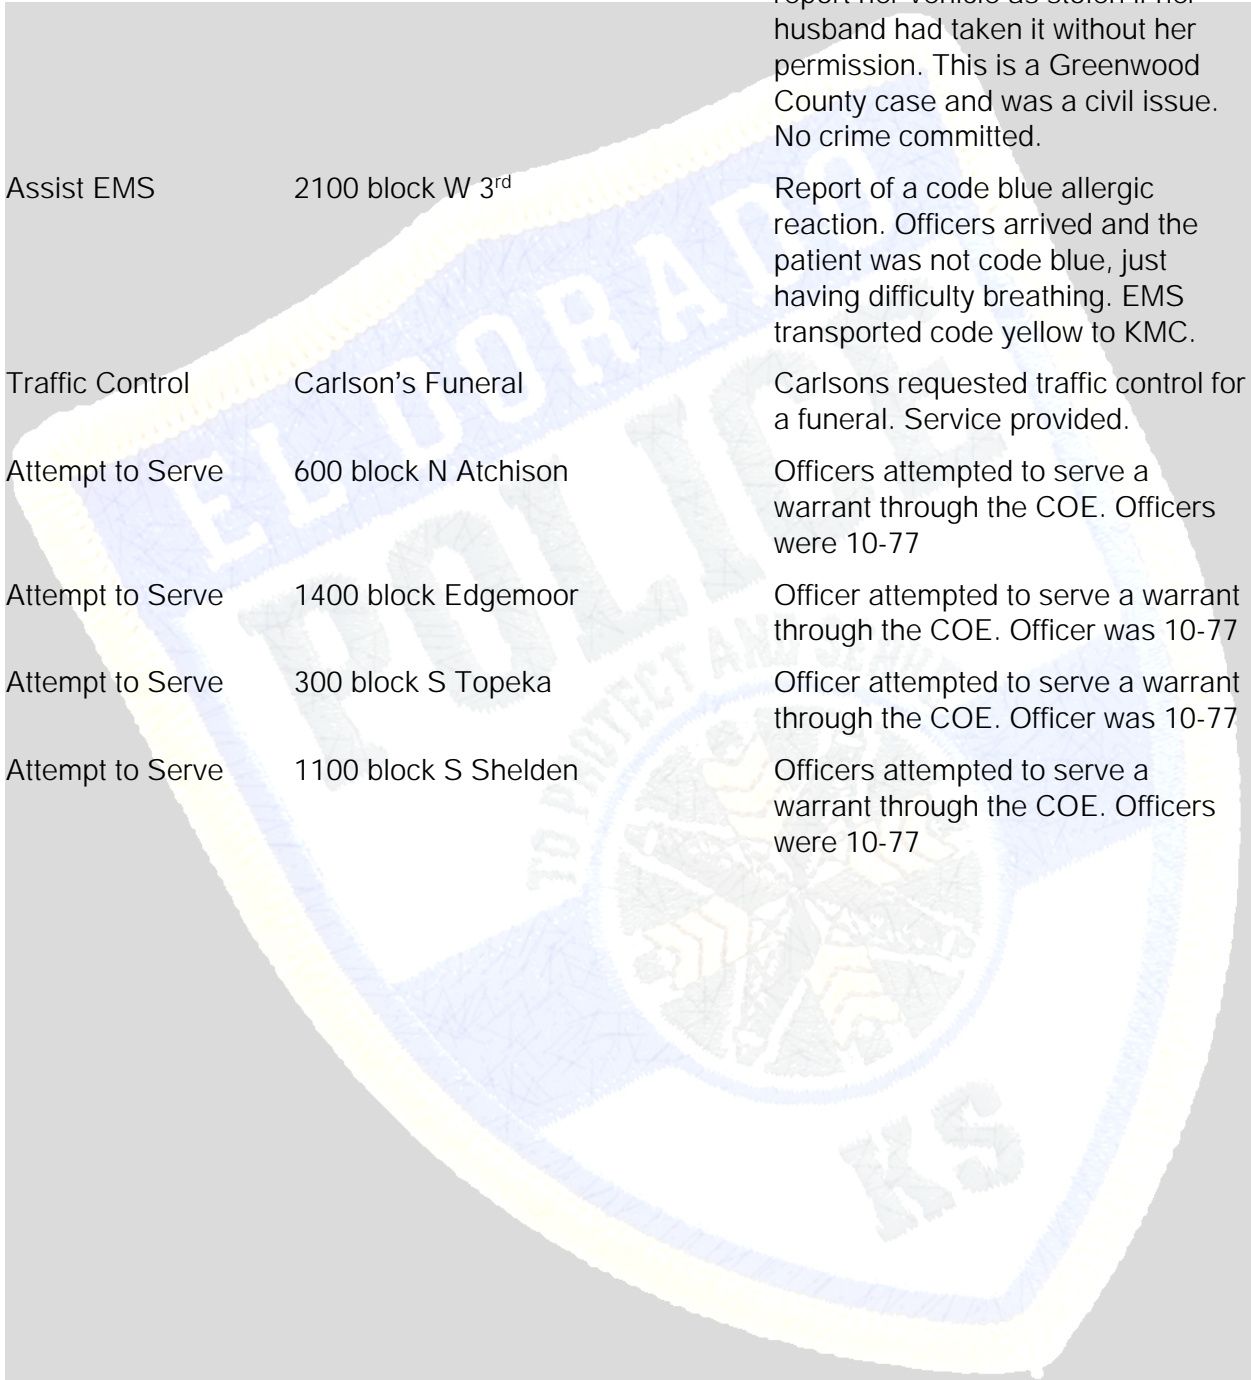 report her vehicle as stolen if her
husband had taken it without her
permission. This is a Greenwood
County case and was a civil issue.
No crime committed.
Assist EMS 2100 block W 3rd Report of a code blue allergic
reaction. Officers arrived and the
patient was not code blue, just
having difficulty breathing. EMS
transported code yellow to KMC.
Traffic Control Carlson's Funeral Carlsons requested traffic control for
a funeral. Service provided.
Attempt to Serve 600 block N Atchison Officers attempted to serve a
warrant through the COE. Officers
were 10-77
Attempt to Serve 1400 block Edgemoor Officer attempted to serve a warrant
through the COE. Officer was 10-77
Attempt to Serve 300 block S Topeka Officer attempted to serve a warrant
through the COE. Officer was 10-77
Attempt to Serve 1100 block S Shelden Officers attempted to serve a
warrant through the COE. Officers
were 10-77
EL DORADO
POLICE
TO PROTECT AND
KS